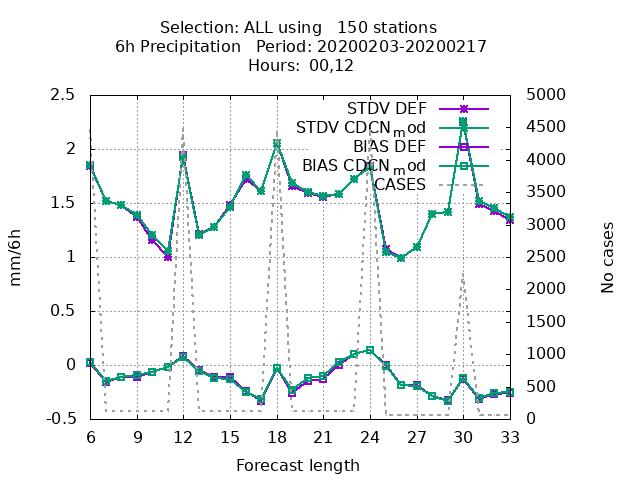 Selection: ALL using   150 stations
6h Precipitation   Period: 20200203-20200217
Hours:  00,12
2.5
2
1.5
1
0.5
0
-0.5
mm/6h
STDV DEF
STDV CDCN_mod
BIAS DEF
BIAS CDCN_mod
CASES
5000
4500
4000
3500
3000
2500
2000
1500
1000
500
0
No cases
6 9 12 15 18 21 24 27 30 33
Forecast length